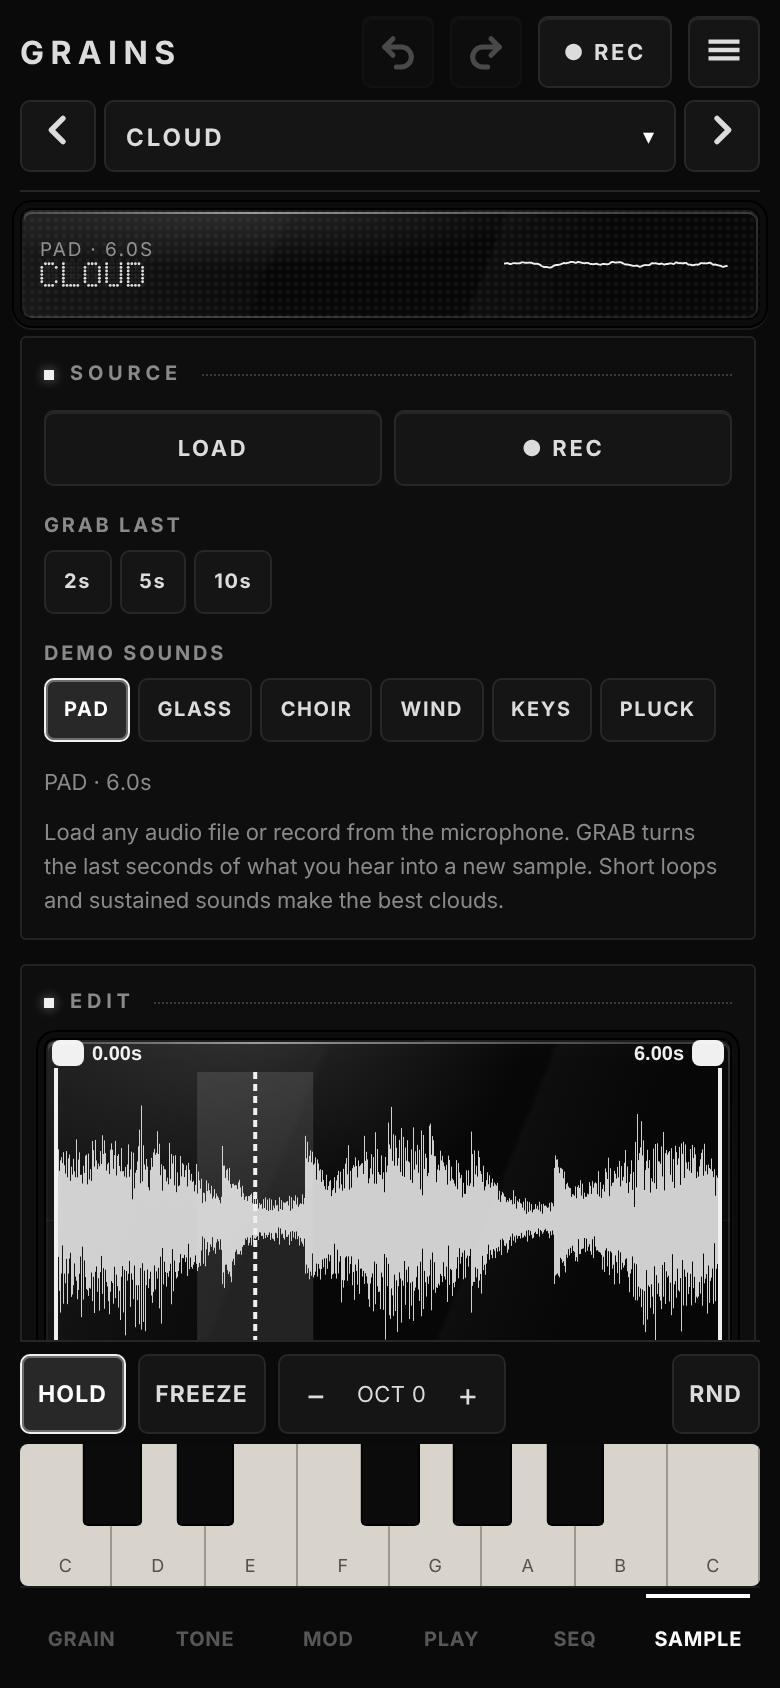 GRAINS
● REC
CLOUD ▼
PAD · 6.0S
CLOUD
SOURCE
LOAD
● REC
GRAB LAST
2s 5s 10s
DEMO SOUNDS
PAD GLASS CHOIR WIND KEYS PLUCK
PAD · 6.0s
Load any audio file or record from the microphone. GRAB turns
the last seconds of what you hear into a new sample. Short loops
and sustained sounds make the best clouds.
EDIT
0.00s 6.00s
HOLD FREEZE − OCT 0 + RND
C D E F G A B C
GRAIN TONE MOD PLAY SEQ SAMPLE